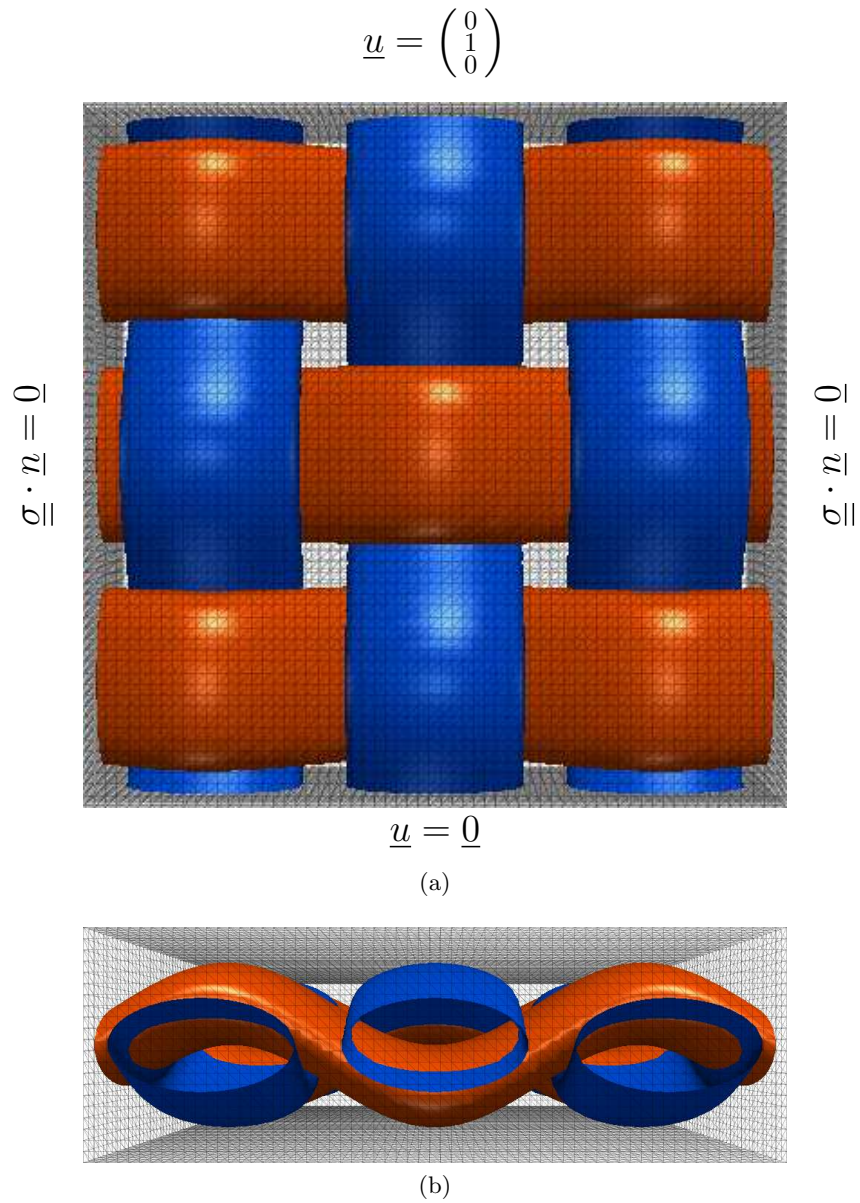 u = (0 1 0)
σ · n = 0
σ · n = 0
u = 0
(a)
(b)